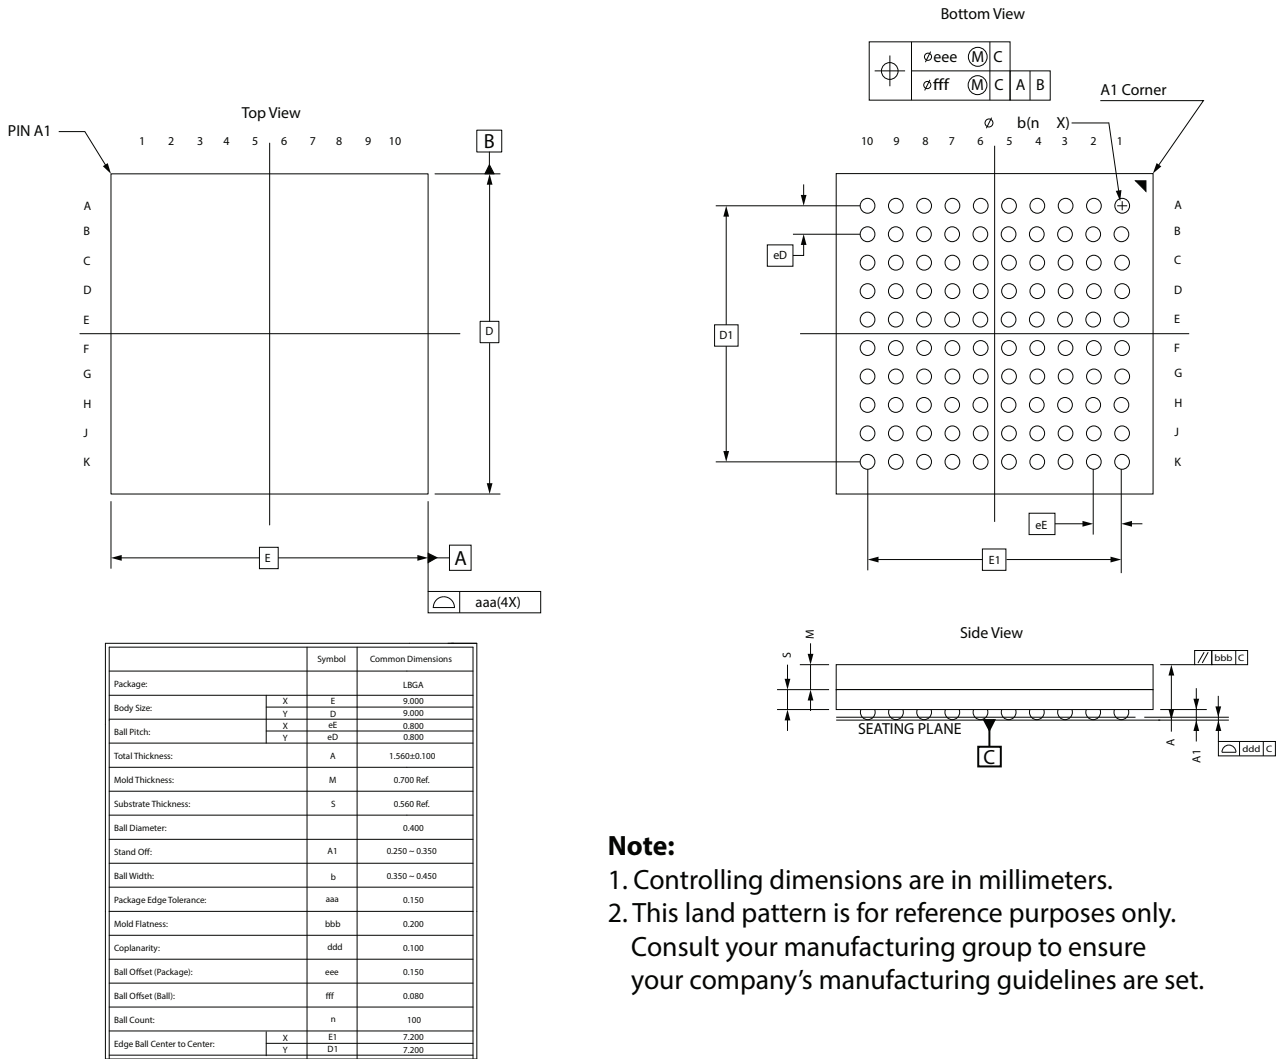 Bottom View
⌀eee Ⓜ C
⌀fff Ⓜ C A B
A1 Corner
⌀ b(n X)
10 9 8 7 6 5 4 3 2 1
A
B
C
D
E
F
G
H
J
K
eD
D1
eE
E1
Top View
PIN A1
1 2 3 4 5 6 7 8 9 10
B
A
B
C
D
E
F
G
H
J
K
D
E
A
aaa(4X)
Side View
S
M
// bbb C
SEATING PLANE
C
A
A1
ddd C
Symbol Common Dimensions
Package: LBGA
Body Size: X E 9.000
Y D 9.000
Ball Pitch: X eE 0.800
Y eD 0.800
Total Thickness: A 1.560±0.100
Mold Thickness: M 0.700 Ref.
Substrate Thickness: S 0.560 Ref.
Ball Diameter: 0.400
Stand Off: A1 0.250 ~ 0.350
Ball Width: b 0.350 ~ 0.450
Package Edge Tolerance: aaa 0.150
Mold Flatness: bbb 0.200
Coplanarity: ddd 0.100
Ball Offset (Package): eee 0.150
Ball Offset (Ball): fff 0.080
Ball Count: n 100
Edge Ball Center to Center: X E1 7.200
Y D1 7.200
Note:
1. Controlling dimensions are in millimeters.
2. This land pattern is for reference purposes only.
Consult your manufacturing group to ensure
your company's manufacturing guidelines are set.